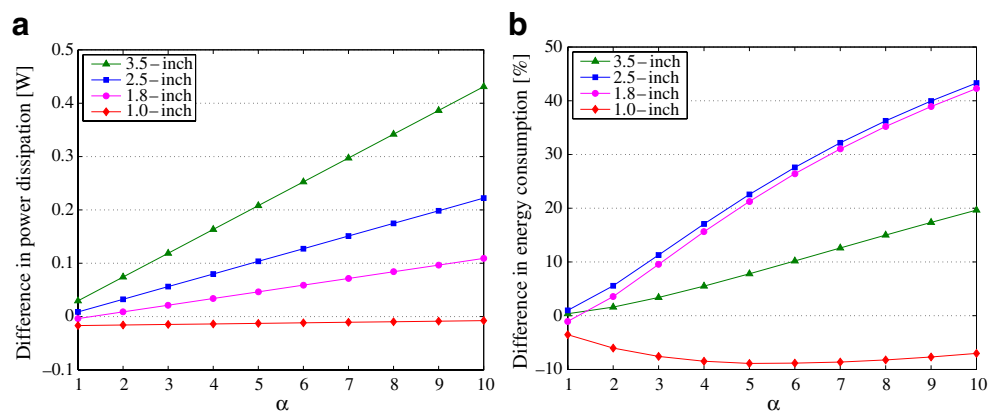 a
Difference in power dissipation [W]
0.5
0.4
0.3
0.2
0.1
0
−0.1
3.5−inch
2.5−inch
1.8−inch
1.0−inch
1 2 3 4 5 6 7 8 9 10
α
b
Difference in energy consumption [%]
50
40
30
20
10
0
−10
3.5−inch
2.5−inch
1.8−inch
1.0−inch
1 2 3 4 5 6 7 8 9 10
α